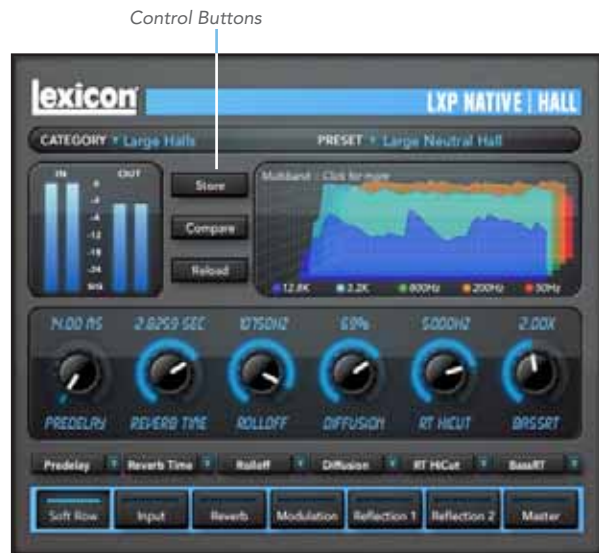 Control Buttons
lexicon
LXP NATIVE | HALL
CATEGORY Large Halls PRESET Large Neutral Hall
IN OUT
Store
Compare
Reload
Multiband : Click for more
0
-12
-18
-24
SIG
12.8K 2.2K 800Hz 200Hz 50Hz
14.00 MS 2.8259 SEC 10750HZ 69% 5000HZ 2.00X
PREDELAY REVERB TIME ROLLOFF DIFFUSION RT HICUT BASSRT
Predelay Reverb Time Rolloff Diffusion RT HiCut BassRT
Soft Row Input Reverb Modulation Reflection 1 Reflection 2 Master